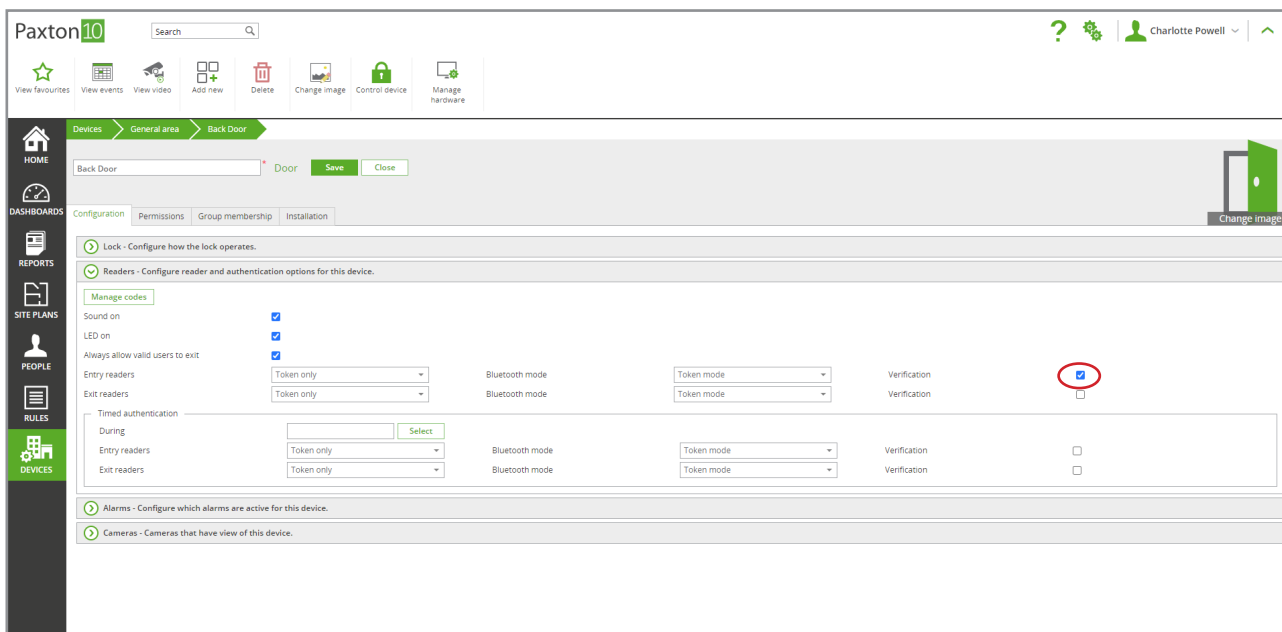 Paxton10
Search
Charlotte Powell
View favourites
View events
View video
Add new
Delete
Change image
Control device
Manage hardware
HOME
DASHBOARDS
REPORTS
SITE PLANS
PEOPLE
RULES
DEVICES
Devices General area Back Door
Back Door * Door Save Close
Change image
Configuration Permissions Group membership Installation
Lock - Configure how the lock operates.
Readers - Configure reader and authentication options for this device.
Manage codes
Sound on
LED on
Always allow valid users to exit
Entry readers Token only Bluetooth mode Token mode Verification
Exit readers Token only Bluetooth mode Token mode Verification
Timed authentication
During Select
Entry readers Token only Bluetooth mode Token mode Verification
Exit readers Token only Bluetooth mode Token mode Verification
Alarms - Configure which alarms are active for this device.
Cameras - Cameras that have view of this device.